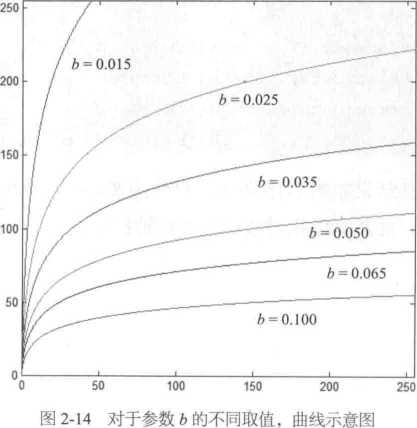 250
b = 0.015
200
b = 0.025
150
b = 0.035
100
b = 0.050
b = 0.065
50
b = 0.100
0
0 50 100 150 200 250
图 2-14 对于参数 b 的不同取值，曲线示意图